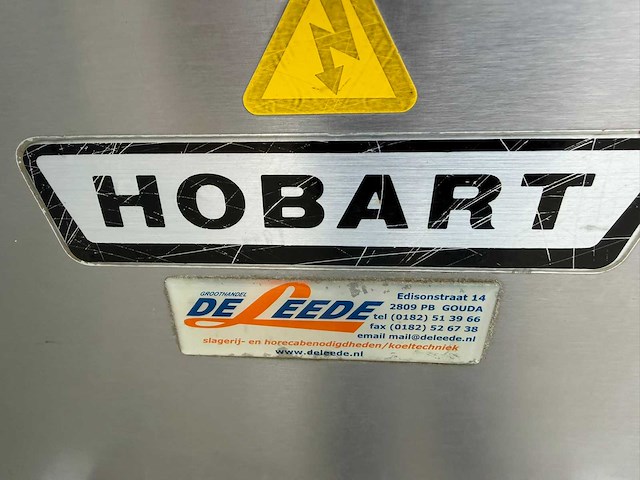 HOBART
GROOTHANDEL
DE LEEDE
Edisonstraat 14
2809 PB GOUDA
tel (0182) 51 39 66
fax (0182) 52 67 38
email mail@deleede.nl
slagerij- en horecabenodigdheden/koeltechniek
www.deleede.nl